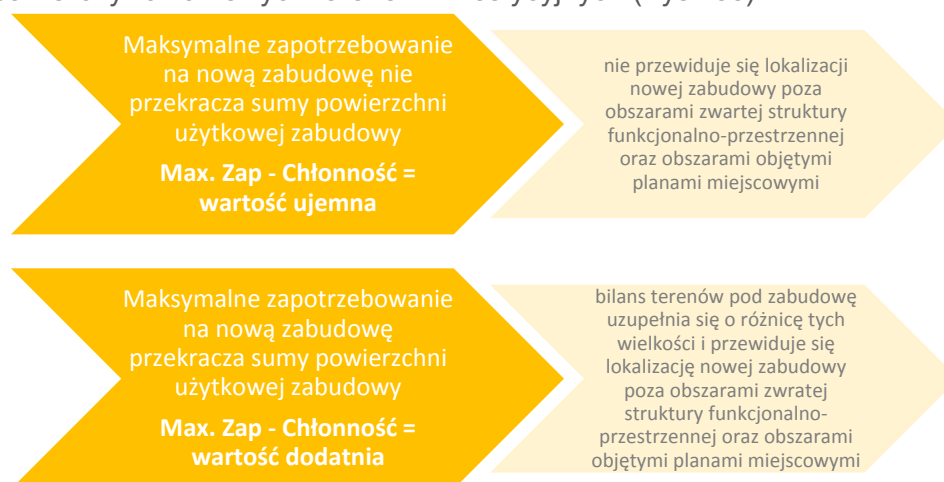 Maksymalne zapotrzebowanie
na nową zabudowę nie
przekracza sumy powierzchni
użytkowej zabudowy
Max. Zap - Chłonność =
wartość ujemna
nie przewiduje się lokalizacji
nowej zabudowy poza
obszarami zwartej struktury
funkcjonalno-przestrzennej
oraz obszarami objętymi
planami miejscowymi
Maksymalne zapotrzebowanie
na nową zabudowę
przekracza sumy powierzchni
użytkowej zabudowy
Max. Zap - Chłonność =
wartość dodatnia
bilans terenów pod zabudowę
uzupełnia się o różnicę tych
wielkości i przewiduje się
lokalizację nowej zabudowy
poza obszarami zwratej
struktury funkcjonalno-
przestrzennej oraz obszarami
objętymi planami miejscowymi